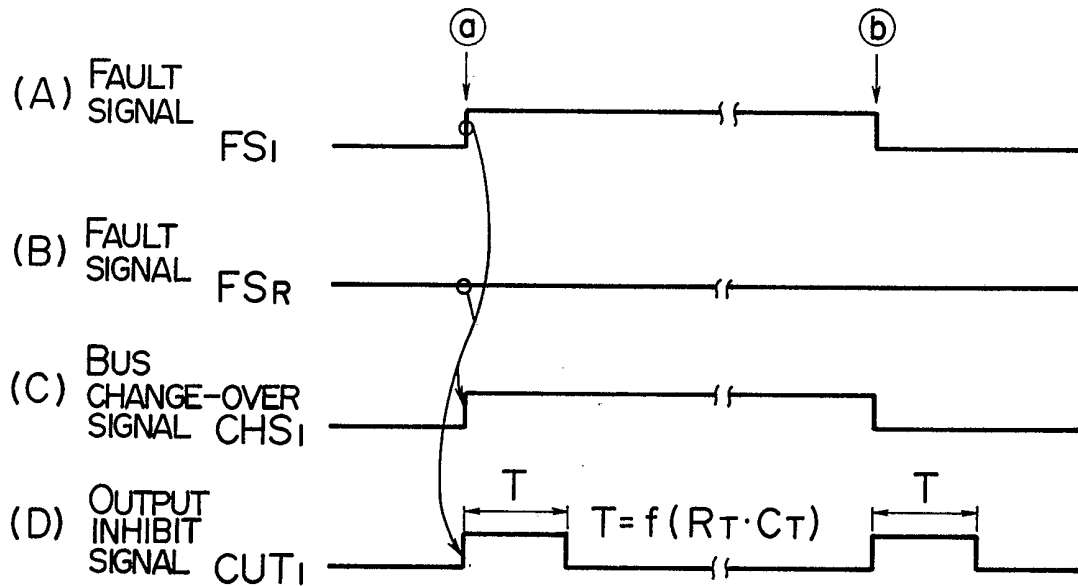 a
b
(A) FAULT
SIGNAL
FS1
(B) FAULT
SIGNAL
FSR
(C) BUS
CHANGE-OVER
SIGNAL CHS1
(D) OUTPUT
INHIBIT
SIGNAL CUT1
T
T=f(RT·CT)
T